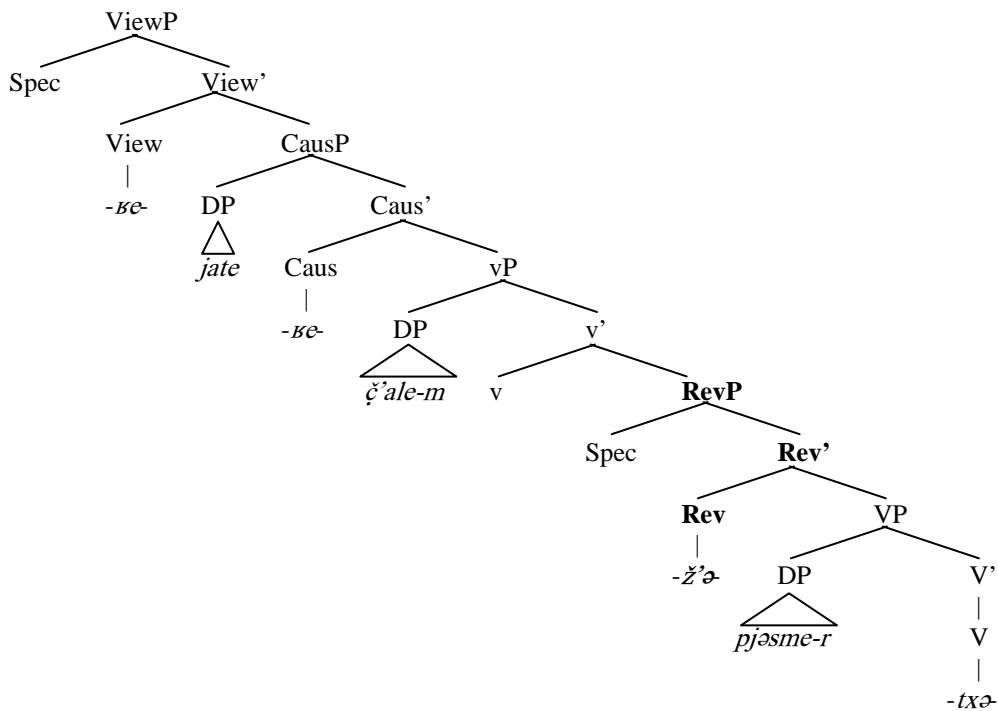 ViewP
Spec View’
View CausP
-ʁe- DP Caus’
jate Caus vP
-ʁe- DP v’
č̣’ale-m v RevP
Spec Rev’
Rev VP
-ž’ə- DP V’
pjəsme-r V
-txə-